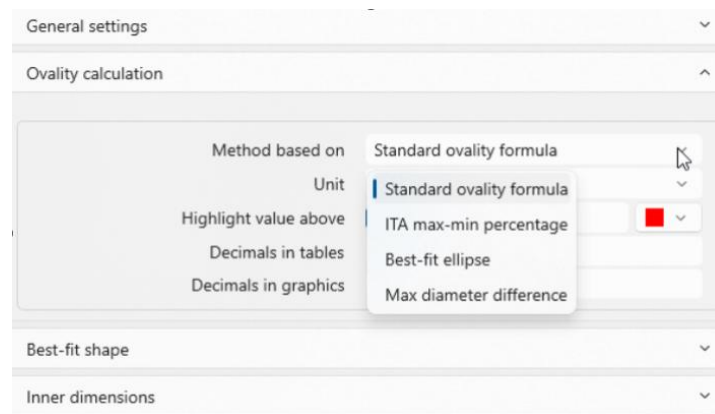 General settings
Ovality calculation
Method based on Standard ovality formula
Unit Standard ovality formula
Highlight value above ITA max-min percentage
Decimals in tables Best-fit ellipse
Decimals in graphics Max diameter difference
Best-fit shape
Inner dimensions